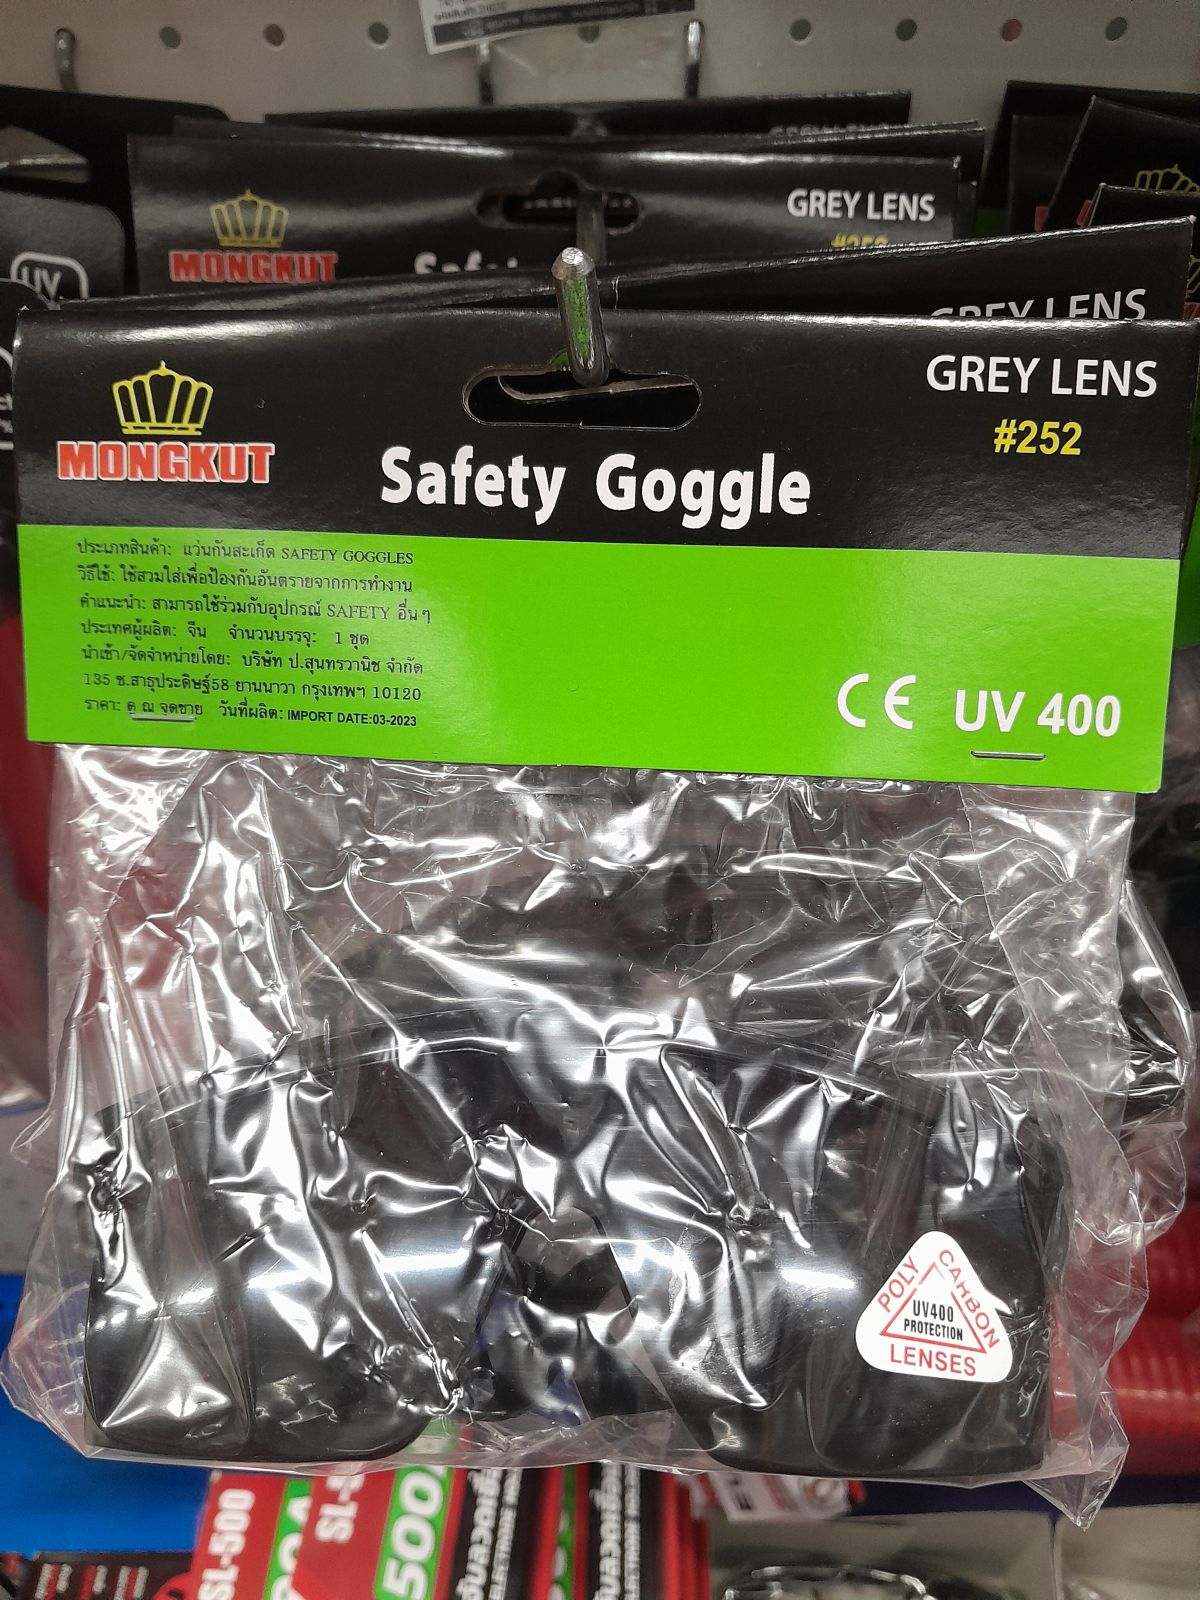 GREY LENS
MONGKUT
UV
GREY LENS
GREY LENS
#252
MONGKUT
Safety Goggle
ประเภทสินค้า: แว่นกันสะเก็ด SAFETY GOGGLES
วิธีใช้: ใช้สวมใส่เพื่อป้องกันอันตรายจากการทำงาน
คำแนะนำ: สามารถใช้ร่วมกับอุปกรณ์ SAFETY อื่นๆ
ประเทศผู้ผลิต: จีน จำนวนบรรจุ: 1 ชุด
นำเข้า/จัดจำหน่ายโดย: บริษัท ป.สุนทรวานิช จำกัด
135 ซ.สาธุประดิษฐ์58 ยานนาวา กรุงเทพฯ 10120
ราคา: ดู ณ จุดขาย วันที่ผลิต: IMPORT DATE:03-2023
CE UV 400
POLY CARBON
UV400
PROTECTION
LENSES
SL-500
500